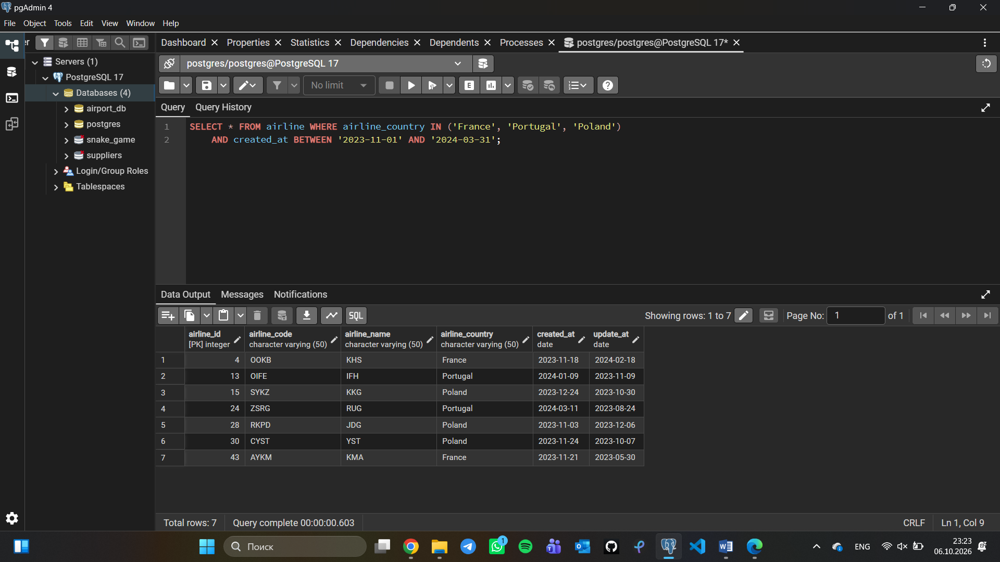 pgAdmin 4
File Object Tools Edit View Window Help
er
Dashboard Properties Statistics Dependencies Dependents Processes postgres/postgres@PostgreSQL 17*
Servers (1)
PostgreSQL 17
Databases (4)
airport_db
postgres
snake_game
suppliers
Login/Group Roles
Tablespaces
postgres/postgres@PostgreSQL 17
No limit
E
Query Query History
1 SELECT * FROM airline WHERE airline_country IN ('France', 'Portugal', 'Poland')
2 AND created_at BETWEEN '2023-11-01' AND '2024-03-31';
Data Output Messages Notifications
SQL Showing rows: 1 to 7 Page No: 1 of 1
airline_id airline_code airline_name airline_country created_at update_at
[PK] integer character varying (50) character varying (50) character varying (50) date date
1 4 OOKB KHS France 2023-11-18 2024-02-18
2 13 OIFE IFH Portugal 2024-01-09 2023-11-09
3 15 SYKZ KKG Poland 2023-12-24 2023-10-30
4 24 ZSRG RUG Portugal 2024-03-11 2023-08-24
5 28 RKPD JDG Poland 2023-11-03 2023-12-06
6 30 CYST YST Poland 2023-11-24 2023-10-07
7 43 AYKM KMA France 2023-11-21 2023-05-30
Total rows: 7 Query complete 00:00:00.603 CRLF Ln 1, Col 9
Поиск
1
ENG
23:23
06.10.2026